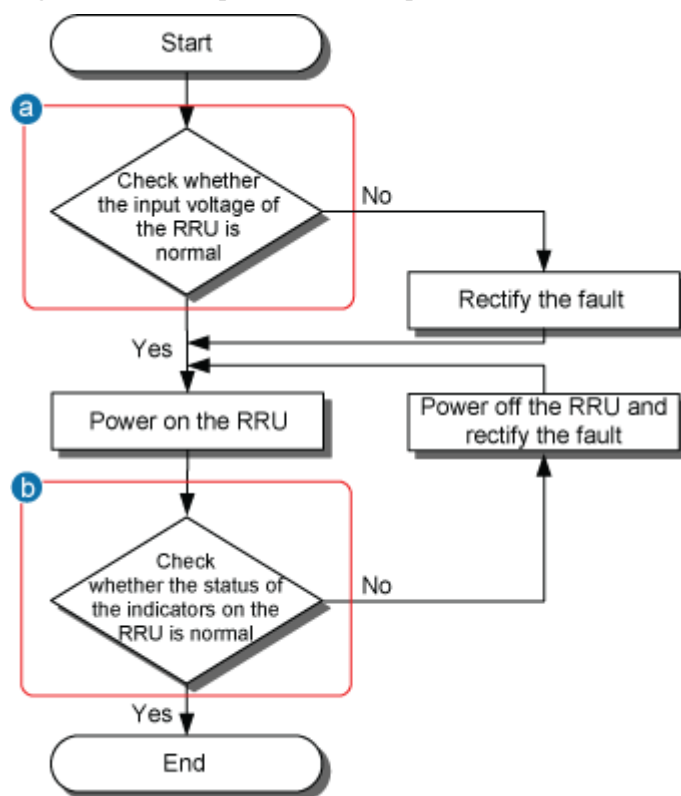 Start
a
Check whether
the input voltage of
the RRU is
normal
No
Rectify the fault
Yes
Power on the RRU
Power off the RRU and
rectify the fault
b
Check
whether the status of
the indicators on the
RRU is normal
No
Yes
End